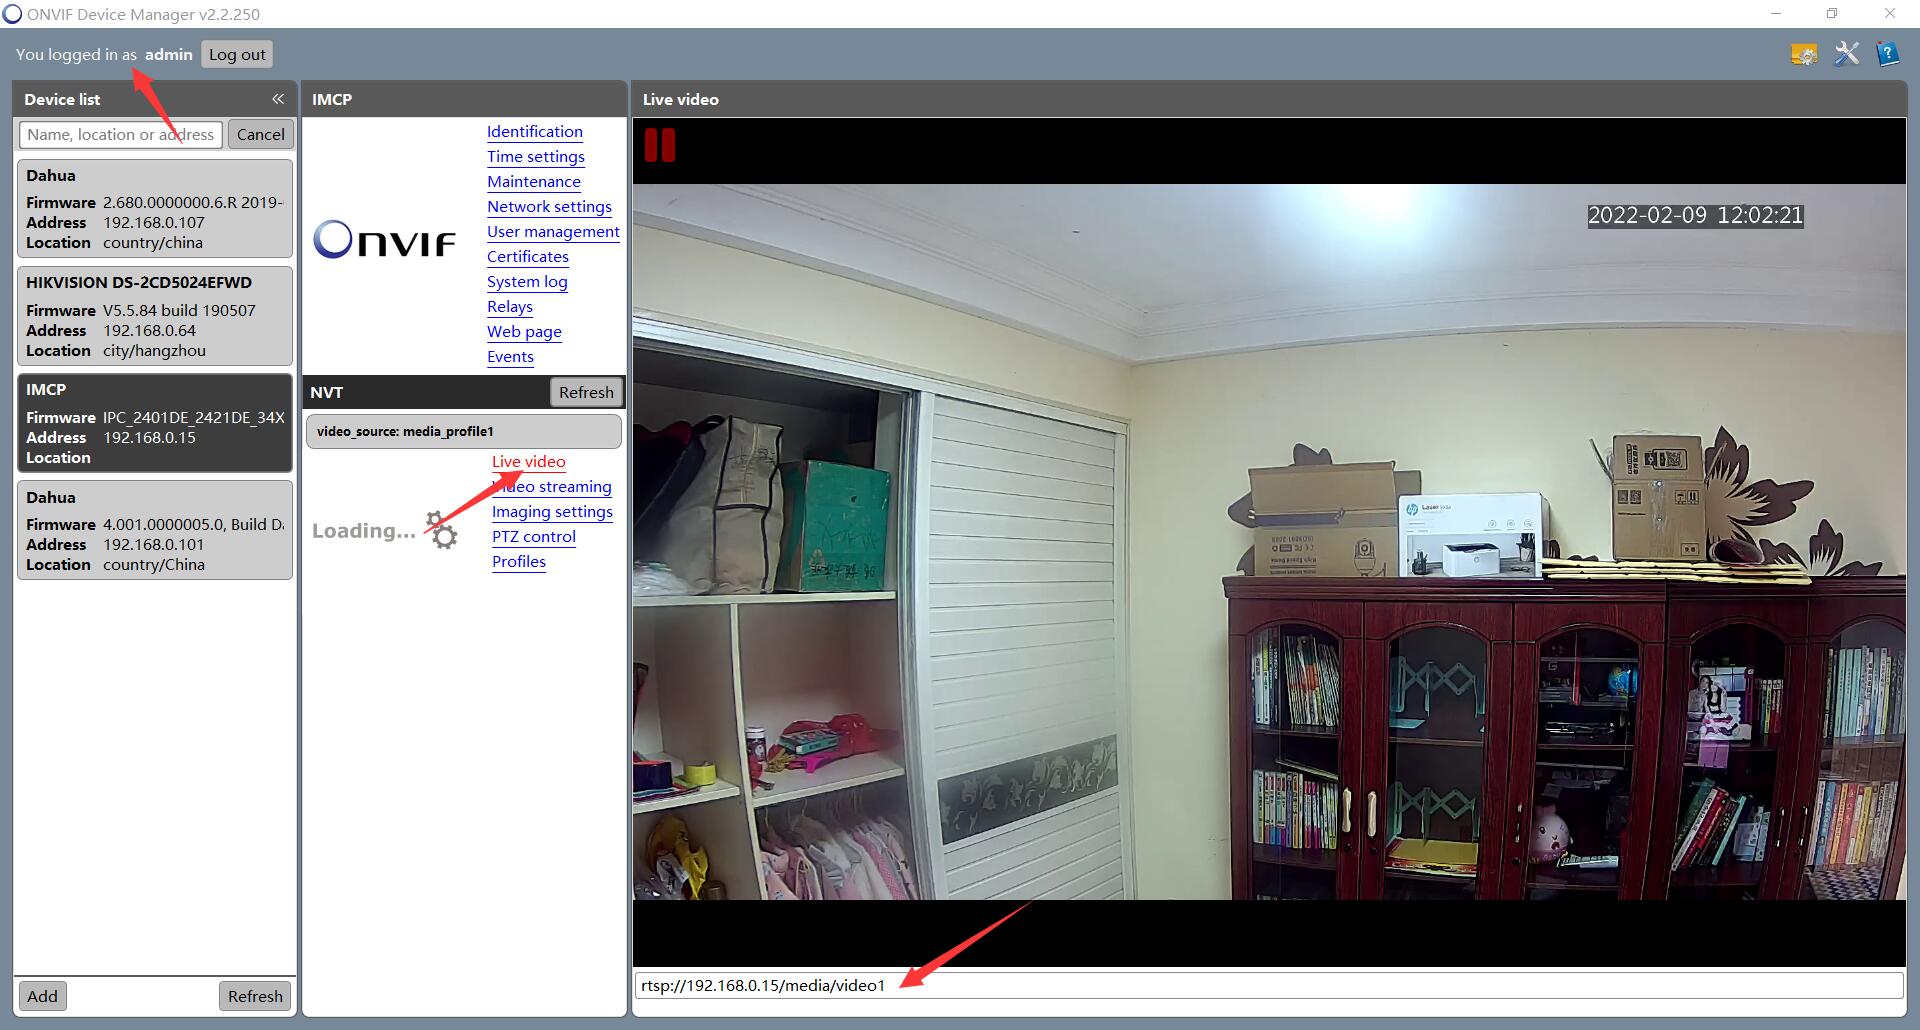 ONVIF Device Manager v2.2.250
You logged in as admin Log out
Device list
Name, location or address Cancel
Dahua
Firmware 2.680.0000000.6.R 2019-
Address 192.168.0.107
Location country/china
HIKVISION DS-2CD5024EFWD
Firmware V5.5.84 build 190507
Address 192.168.0.64
Location city/hangzhou
IMCP
Firmware IPC_2401DE_2421DE_34X
Address 192.168.0.15
Location
Dahua
Firmware 4.001.0000005.0, Build Da
Address 192.168.0.101
Location country/China
Add Refresh
IMCP
ONVIF
Identification
Time settings
Maintenance
Network settings
User management
Certificates
System log
Relays
Web page
Events
NVT Refresh
video_source: media_profile1
Live video
Video streaming
Imaging settings
PTZ control
Profiles
Loading...
Live video
2022-02-09 12:02:21
hp Laser
rtsp://192.168.0.15/media/video1